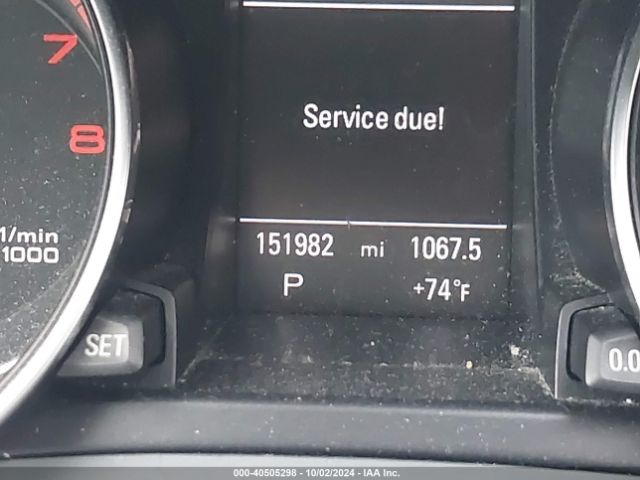 7
8
Service due!
1/min
1000
151982 mi 1067.5
P +74°F
SET
0.0
000-40505298 - 10/02/2024 - IAA Inc.